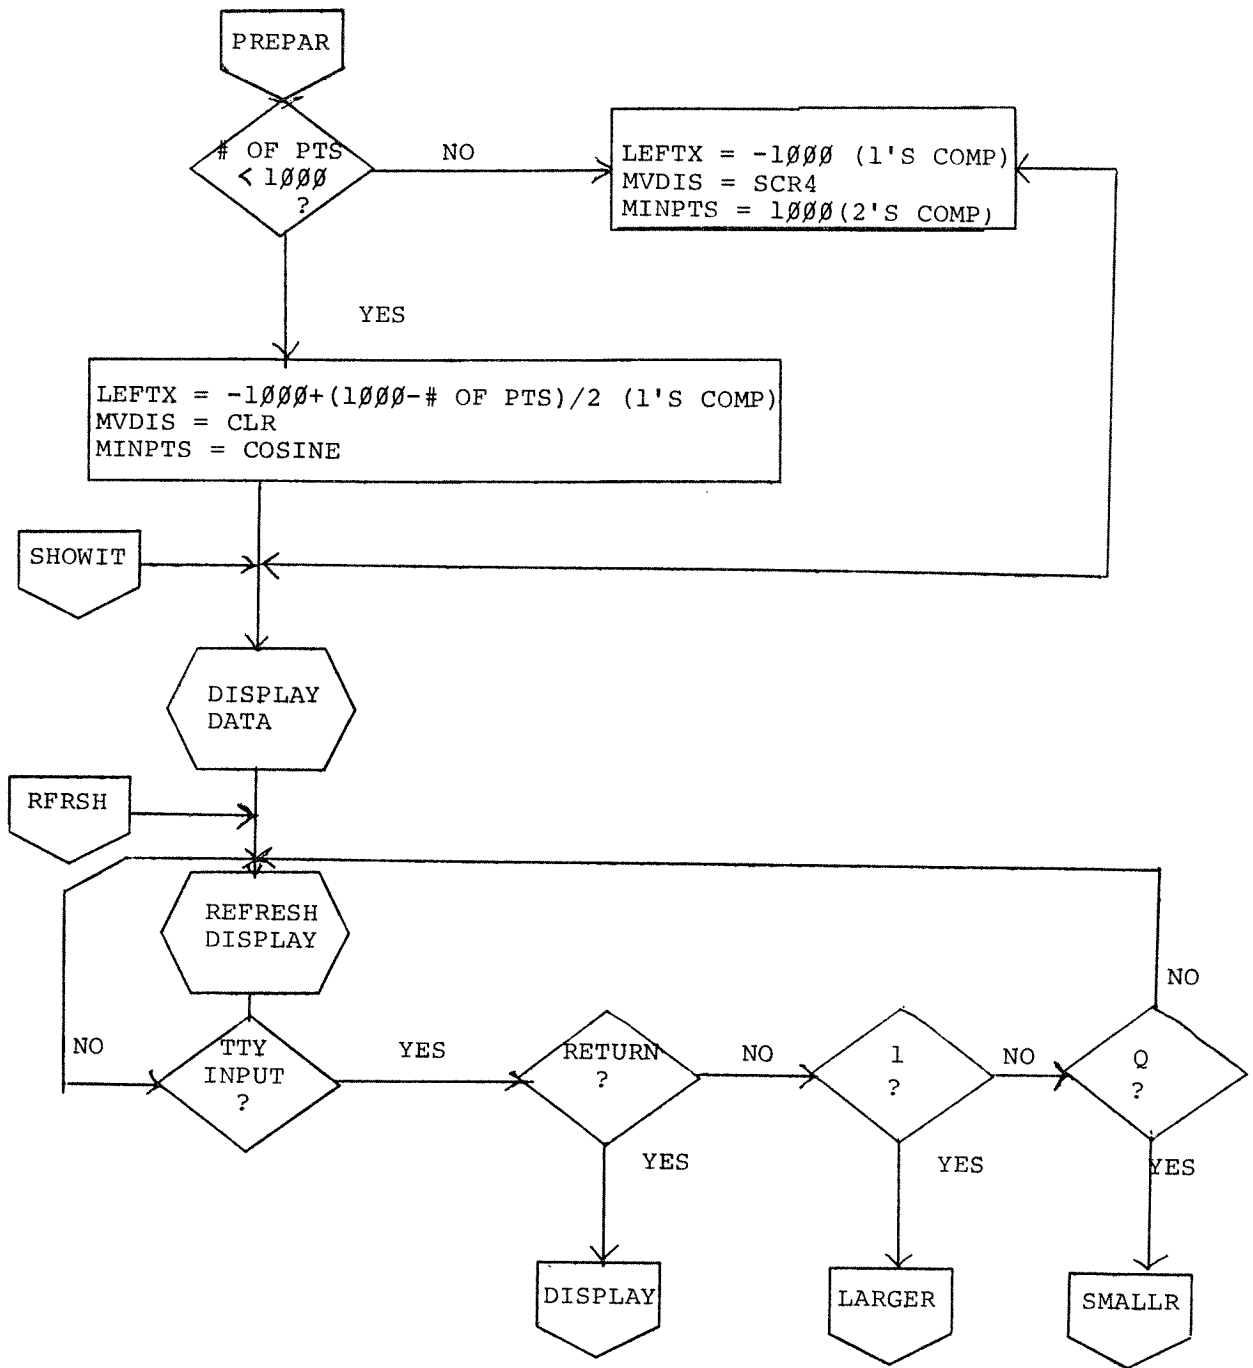 PREPAR
# OF PTS
< 1ØØØ
?
NO
LEFTX = -1ØØØ (1'S COMP)
MVDIS = SCR4
MINPTS = 1ØØØ(2'S COMP)
YES
LEFTX = -1ØØØ+(1ØØØ-# OF PTS)/2 (1'S COMP)
MVDIS = CLR
MINPTS = COSINE
SHOWIT
DISPLAY
DATA
RFRSH
REFRESH
DISPLAY
NO
NO
TTY
INPUT
?
YES
RETURN
?
NO
1
?
NO
Q
?
YES
YES
YES
DISPLAY
LARGER
SMALLR